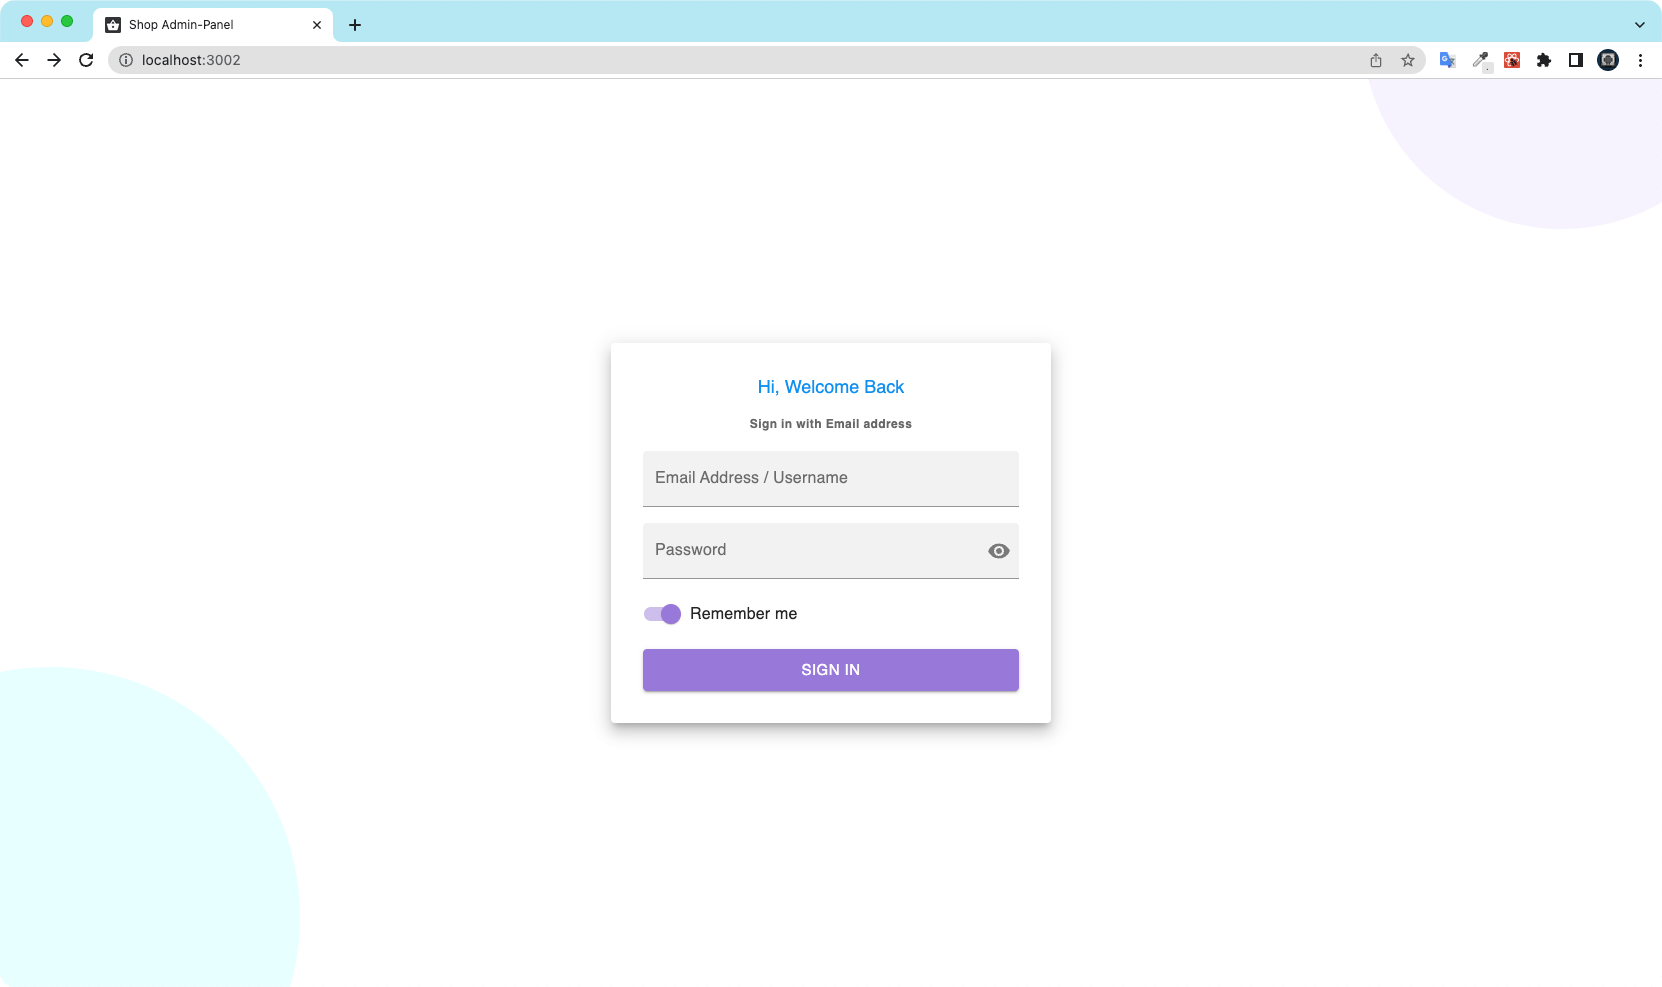 Shop Admin-Panel
localhost:3002
Hi, Welcome Back
Sign in with Email address
Email Address / Username
Password
Remember me
SIGN IN